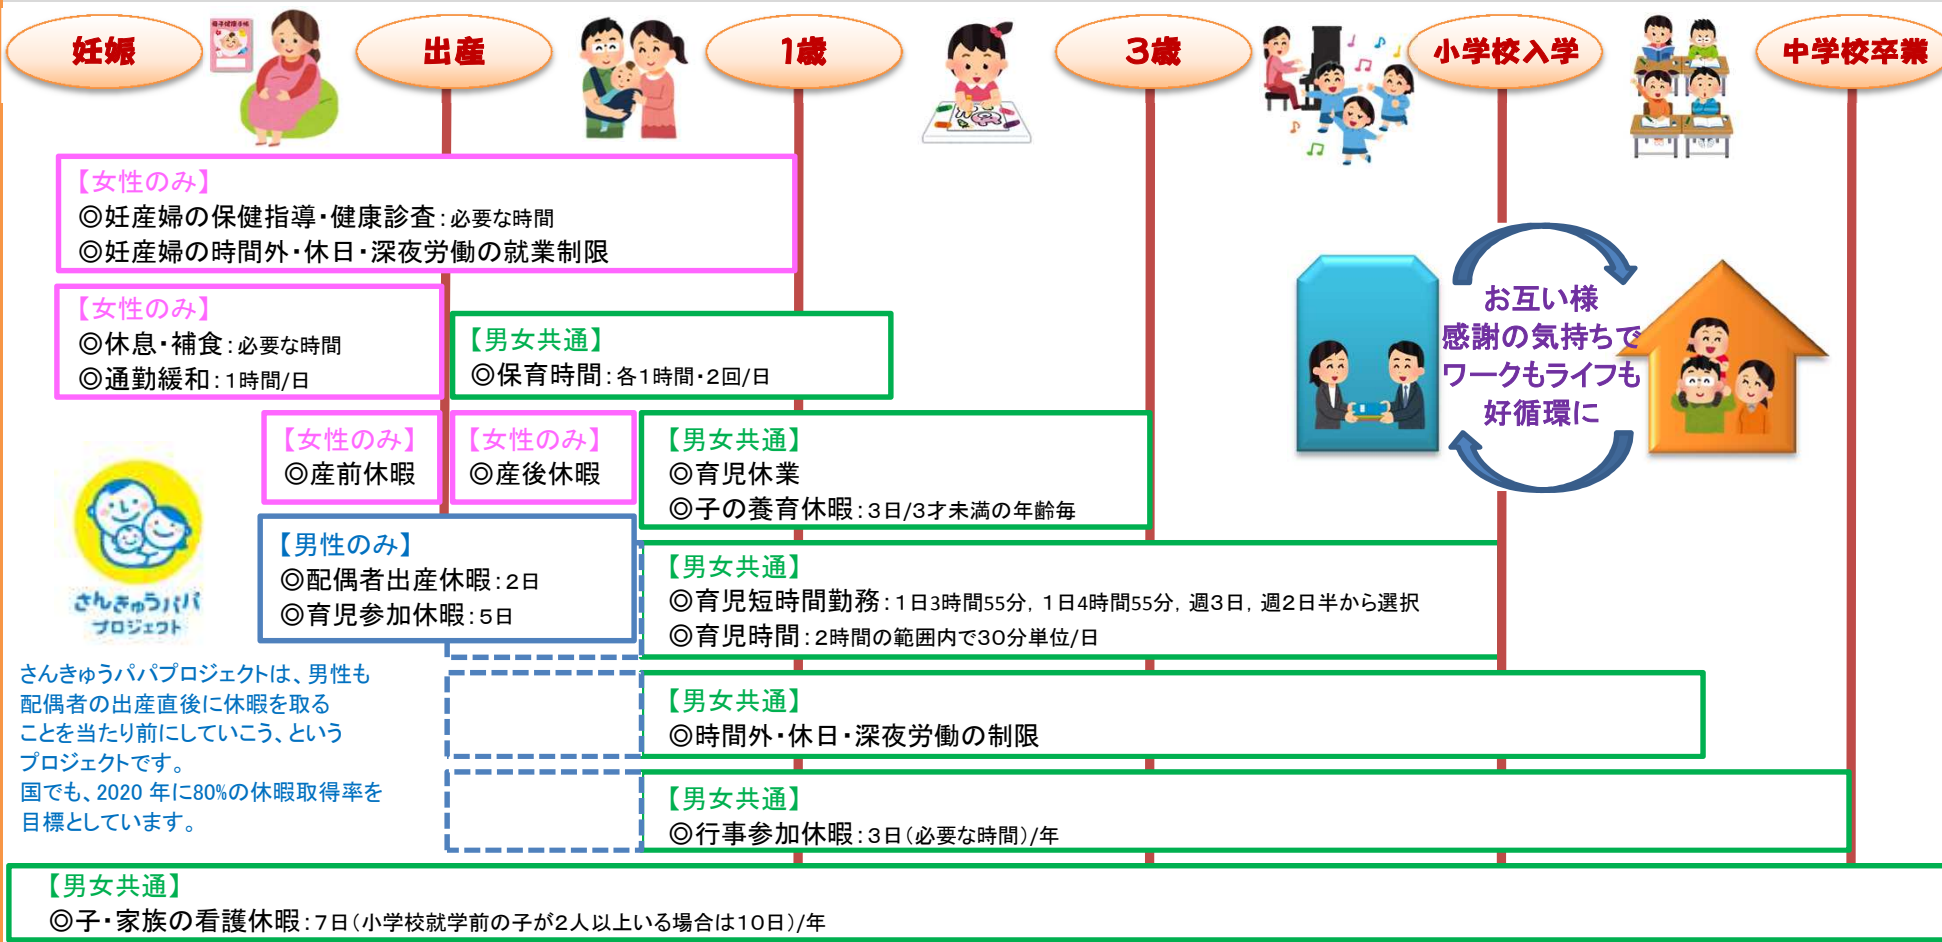 妊娠
出産
1歳
3歳
小学校入学
中学校卒業
母子健康手帳
【女性のみ】
◎妊産婦の保健指導・健康診査：必要な時間
◎妊産婦の時間外・休日・深夜労働の就業制限
【女性のみ】
◎休息・補食：必要な時間
◎通勤緩和：1時間/日
【男女共通】
◎保育時間：各1時間・2回/日
お互い様
感謝の気持ちで
ワークもライフも
好循環に
【女性のみ】
◎産前休暇
【女性のみ】
◎産後休暇
【男女共通】
◎育児休業
◎子の養育休暇：3日/3才未満の年齢毎
【男性のみ】
◎配偶者出産休暇：2日
◎育児参加休暇：5日
【男女共通】
◎育児短時間勤務：1日3時間55分，1日4時間55分，週3日，週2日半から選択
◎育児時間：2時間の範囲内で30分単位/日
さんきゅうパパ
プロジェクト
さんきゅうパパプロジェクトは、男性も
配偶者の出産直後に休暇を取る
ことを当たり前にしていこう、という
プロジェクトです。
国でも、2020 年に80%の休暇取得率を
目標としています。
【男女共通】
◎時間外・休日・深夜労働の制限
【男女共通】
◎行事参加休暇：3日（必要な時間）/年
【男女共通】
◎子・家族の看護休暇：7日（小学校就学前の子が2人以上いる場合は10日）/年